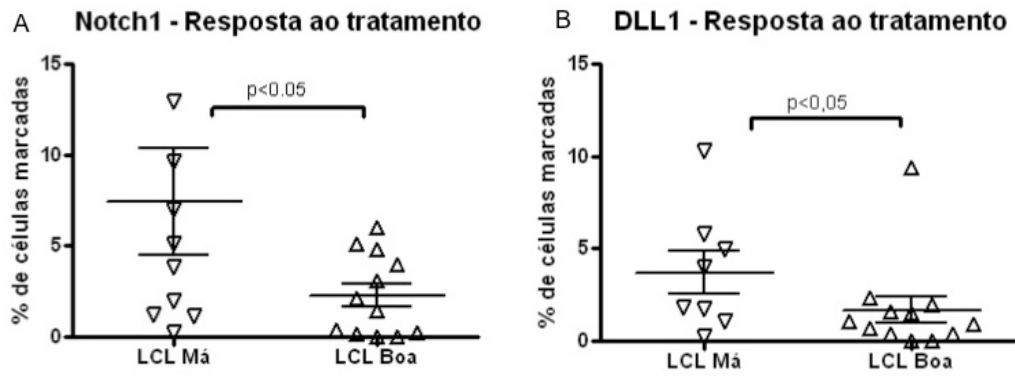 A
Notch1 - Resposta ao tratamento
% de células marcadas
15
10
5
0
p<0.05
LCL Má
LCL Boa
B
DLL1 - Resposta ao tratamento
% de células marcadas
15
10
5
0
p<0,05
LCL Má
LCL Boa